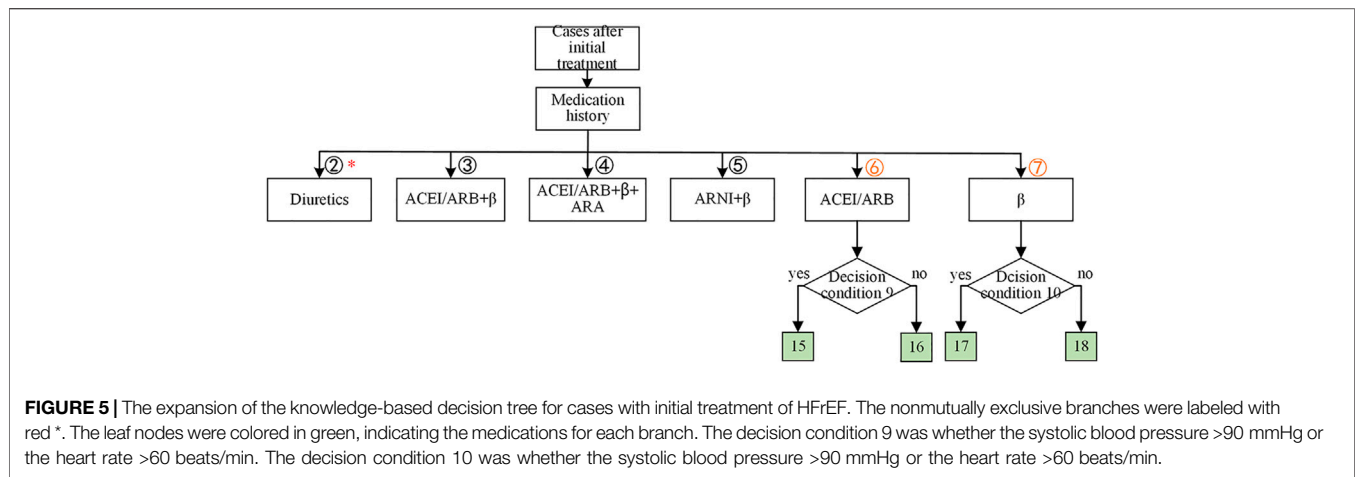 Cases after
initial
treatment
Medication
history
②* ③ ④ ⑤ ⑥ ⑦
Diuretics
ACEI/ARB+β
ACEI/ARB+β+
ARA
ARNI+β
ACEI/ARB
β
yes Decision no
condition 9
yes Dcision no
condition 10
15 16 17 18
FIGURE 5 | The expansion of the knowledge-based decision tree for cases with initial treatment of HFrEF. The nonmutually exclusive branches were labeled with
red *. The leaf nodes were colored in green, indicating the medications for each branch. The decision condition 9 was whether the systolic blood pressure >90 mmHg or
the heart rate >60 beats/min. The decision condition 10 was whether the systolic blood pressure >90 mmHg or the heart rate >60 beats/min.